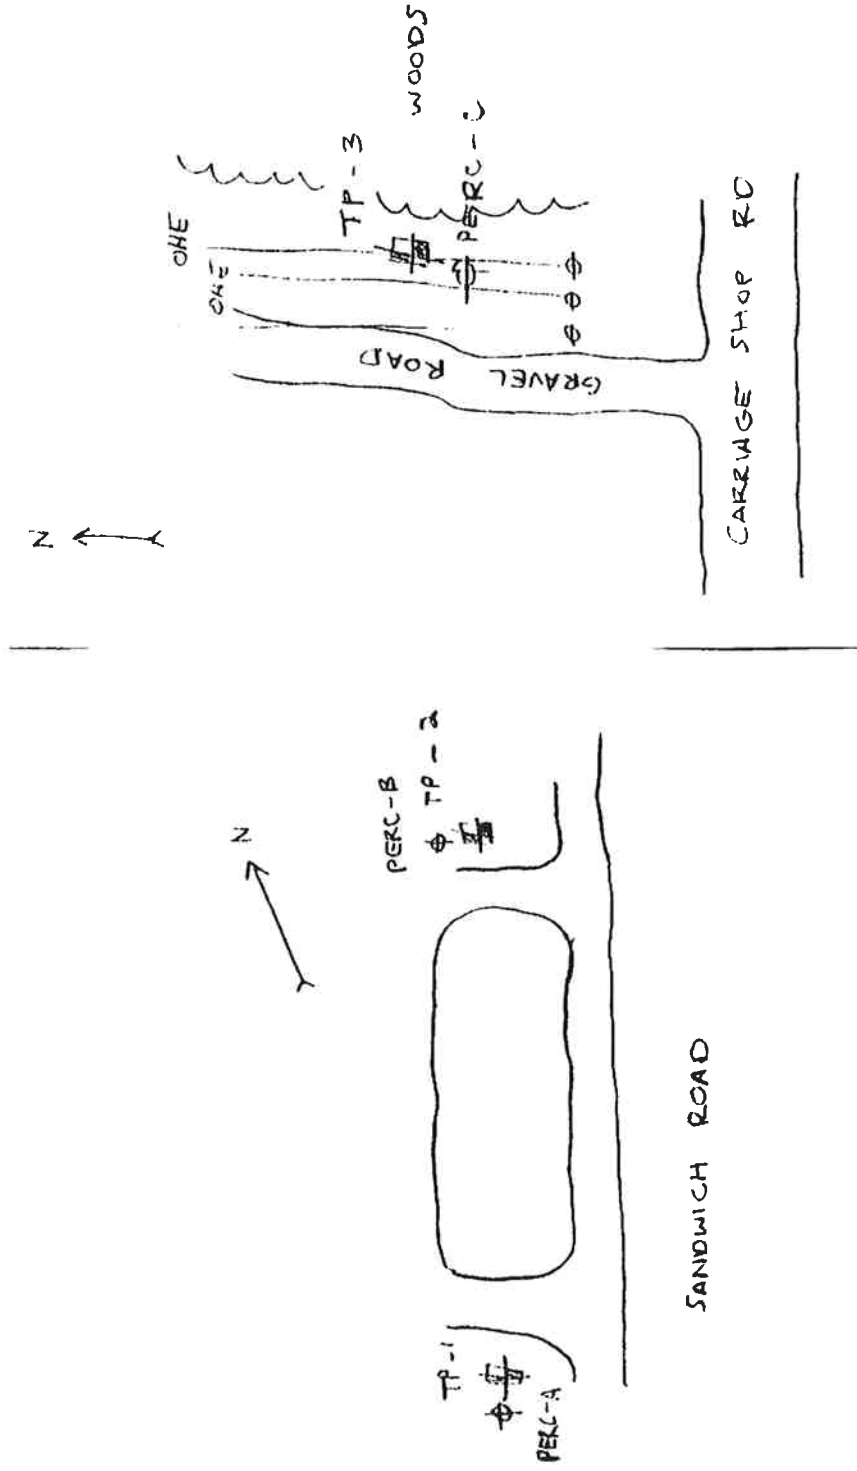 WOODS
OHE
OHE
TP-3
PERC-C
GRAVEL
ROAD
CARRIAGE SHOP RD
N
N
PERC-B
TP-2
SANDWICH ROAD
TP-1
PERC-A